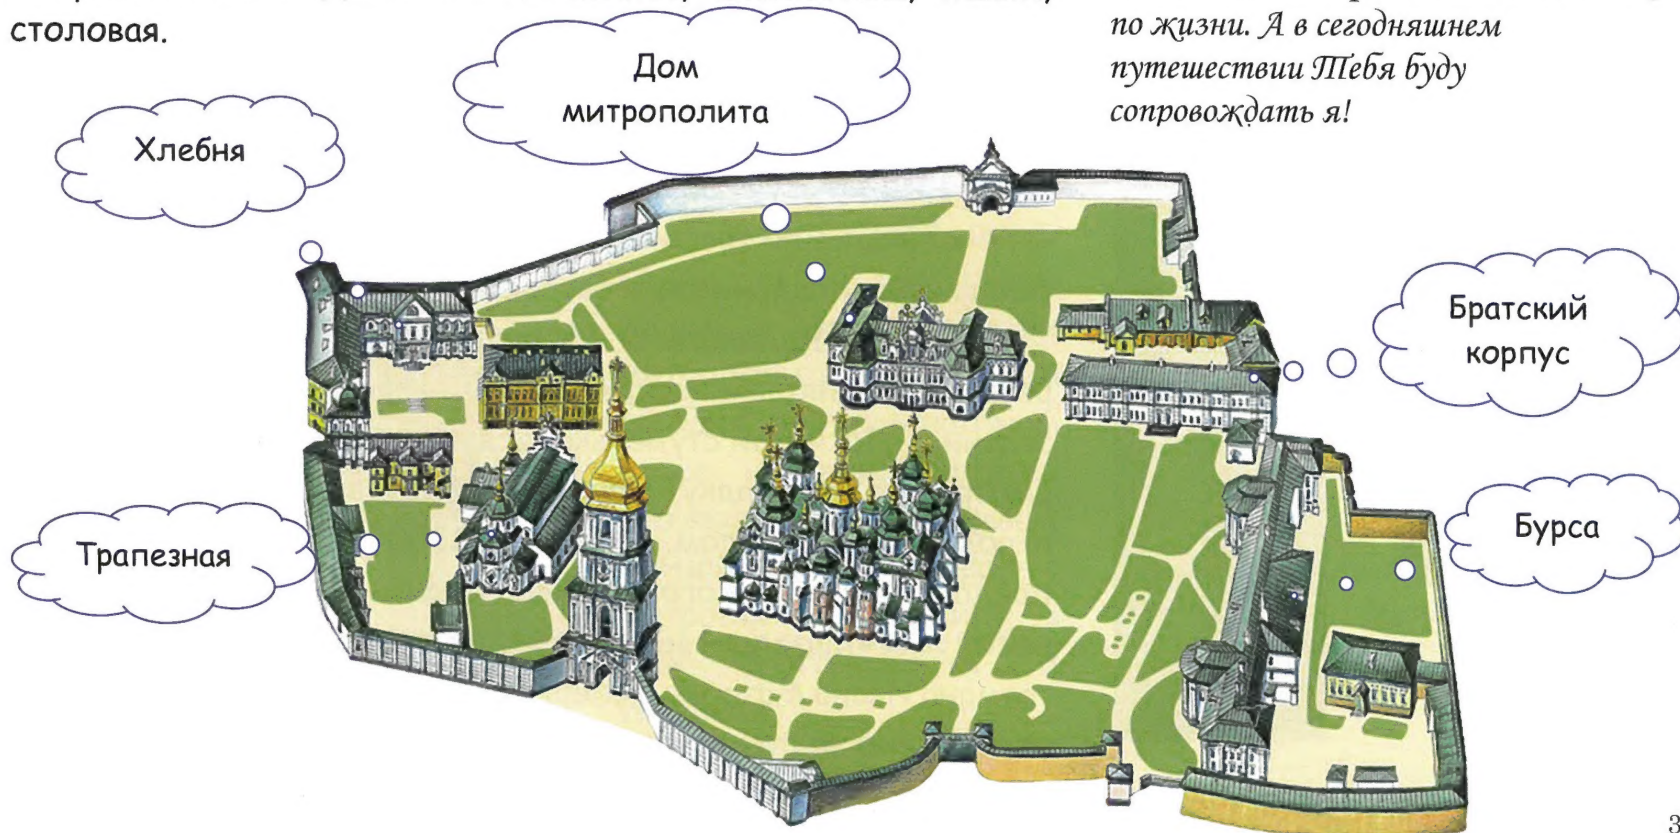 столовая.
по жизни. А в сегодняшнем
путешествии Тебя буду
сопровождать я!
Дом
митрополита
Хлебня
Братский
корпус
Трапезная
Бурса
3